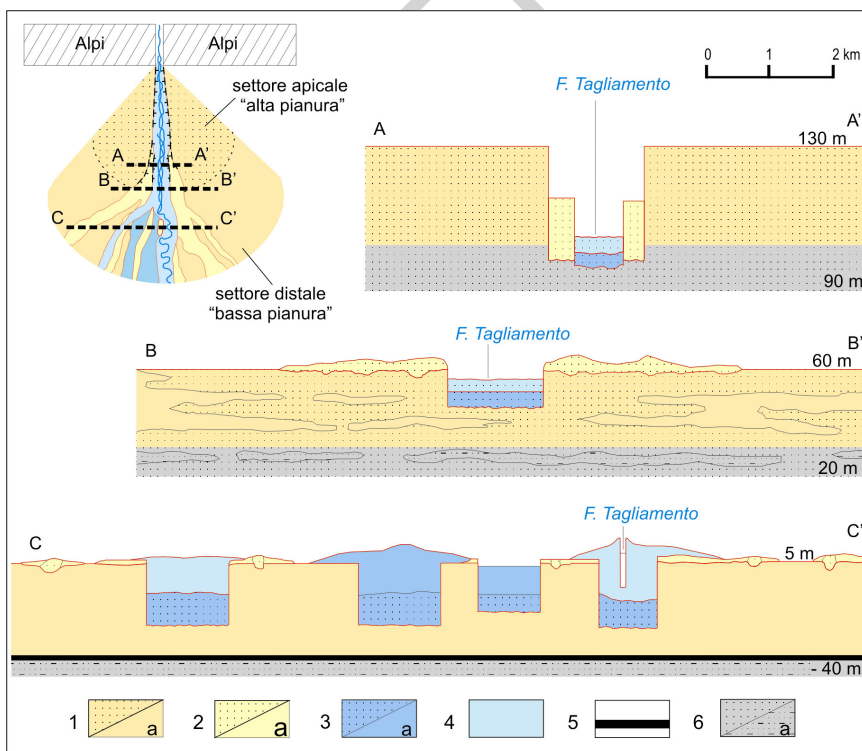 Alpi
Alpi
settore apicale
"alta pianura"
A
A'
B
B'
C
C'
settore distale
"bassa pianura"
0
1
2 km
F. Tagliamento
A
A'
130 m
90 m
F. Tagliamento
B
B'
60 m
20 m
F. Tagliamento
C
C'
5 m
- 40 m
1
a
2
a
3
a
4
5
6
a